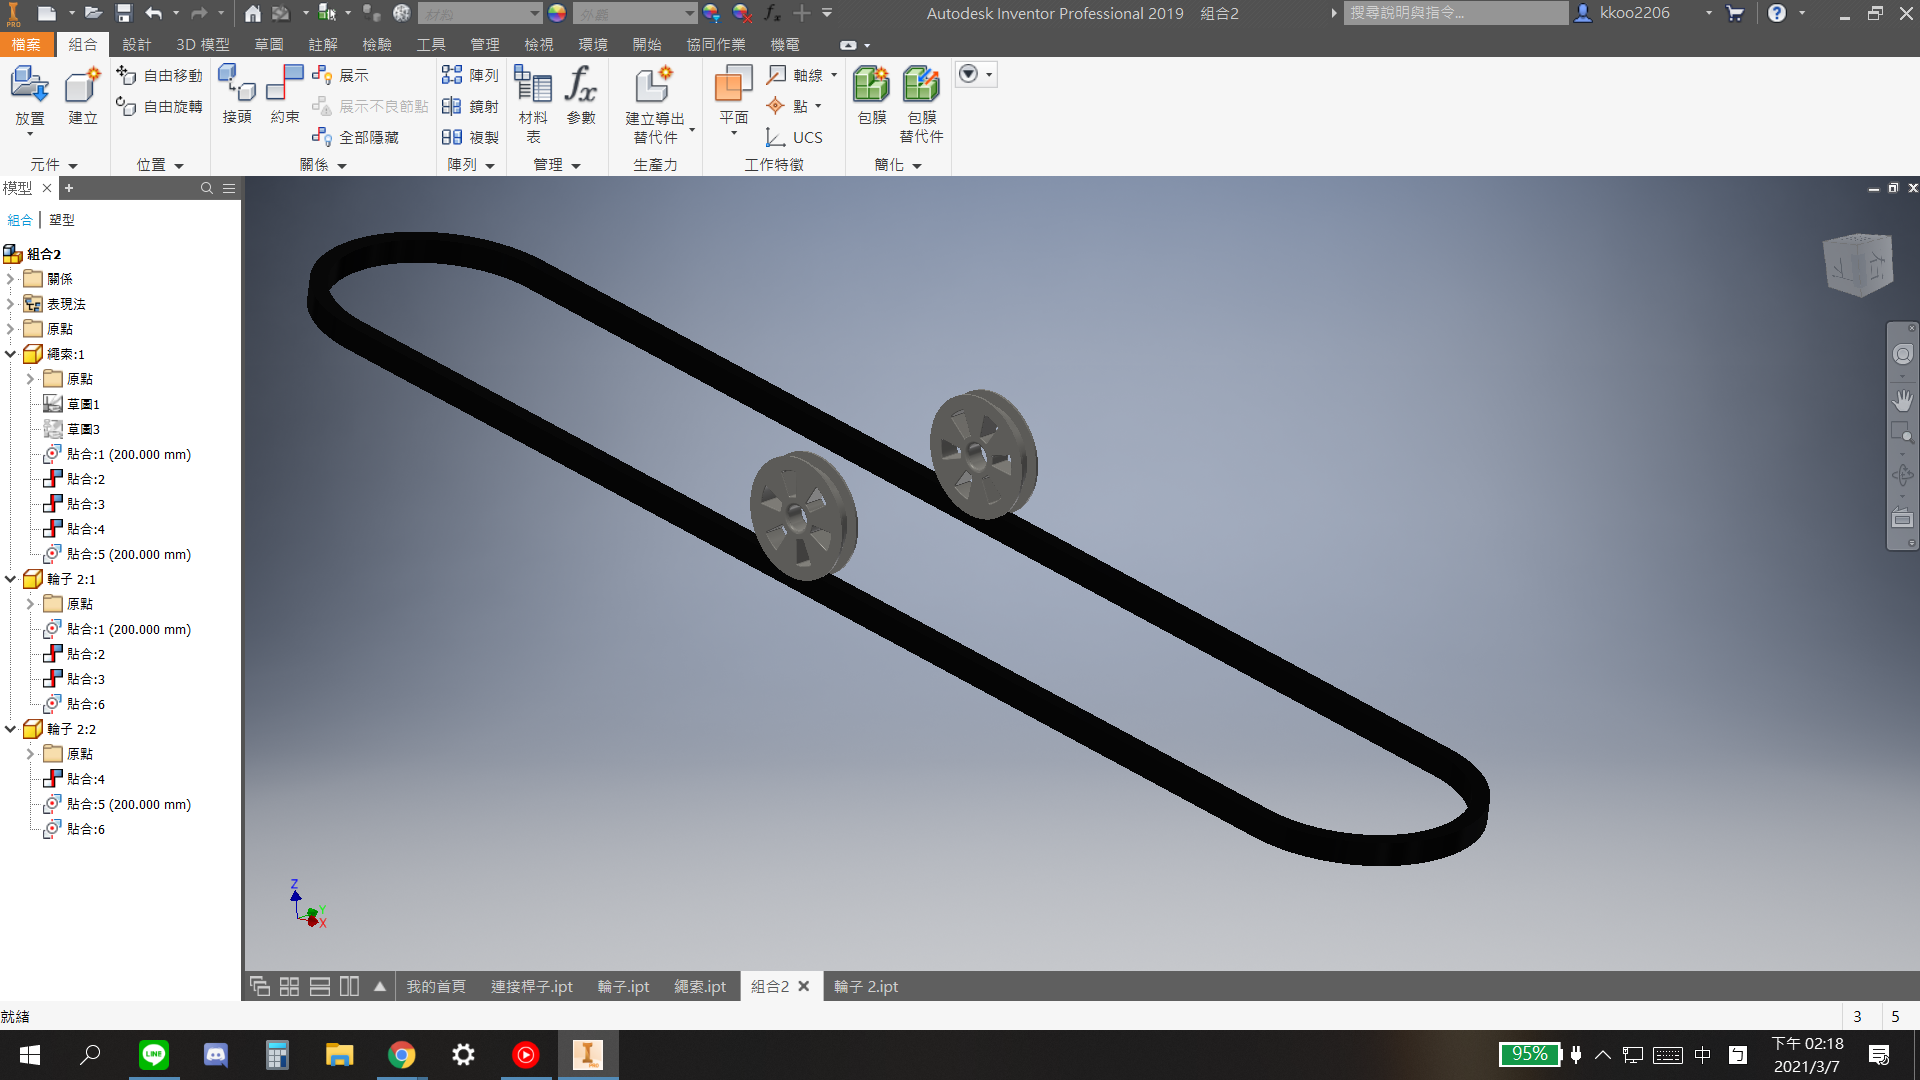 材料
外觀
Autodesk Inventor Professional 2019 組合2
搜尋說明與指令...
kkoo2206
檔案 組合 設計 3D 模型 草圖 註解 檢驗 工具 管理 檢視 環境 開始 協同作業 機電
放置
建立
自由移動
自由旋轉
接頭
約束
展示
展示不良節點
全部隱藏
陣列
鏡射
複製
材料
表
參數
建立導出
替代件
平面
軸線
點
UCS
包膜
包膜
替代件
元件 位置 關係 陣列 管理 生產力 工作特徵 簡化
模型
組合 | 塑型
組合2
關係
表現法
原點
繩索:1
原點
草圖1
草圖3
貼合:1 (200.000 mm)
貼合:2
貼合:3
貼合:4
貼合:5 (200.000 mm)
輪子 2:1
原點
貼合:1 (200.000 mm)
貼合:2
貼合:3
貼合:6
輪子 2:2
原點
貼合:4
貼合:5 (200.000 mm)
貼合:6
上
Z
Y
X
我的首頁 連接桿子.ipt 輪子.ipt 繩索.ipt 組合2 輪子 2.ipt
就緒
3 5
LINE
PRO
95%
中
下午 02:18
2021/3/7